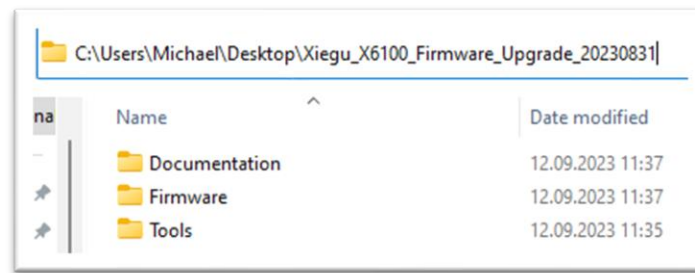 C:\Users\Michael\Desktop\Xiegu_X6100_Firmware_Upgrade_20230831
na
Name Date modified
Documentation 12.09.2023 11:37
Firmware 12.09.2023 11:37
Tools 12.09.2023 11:35